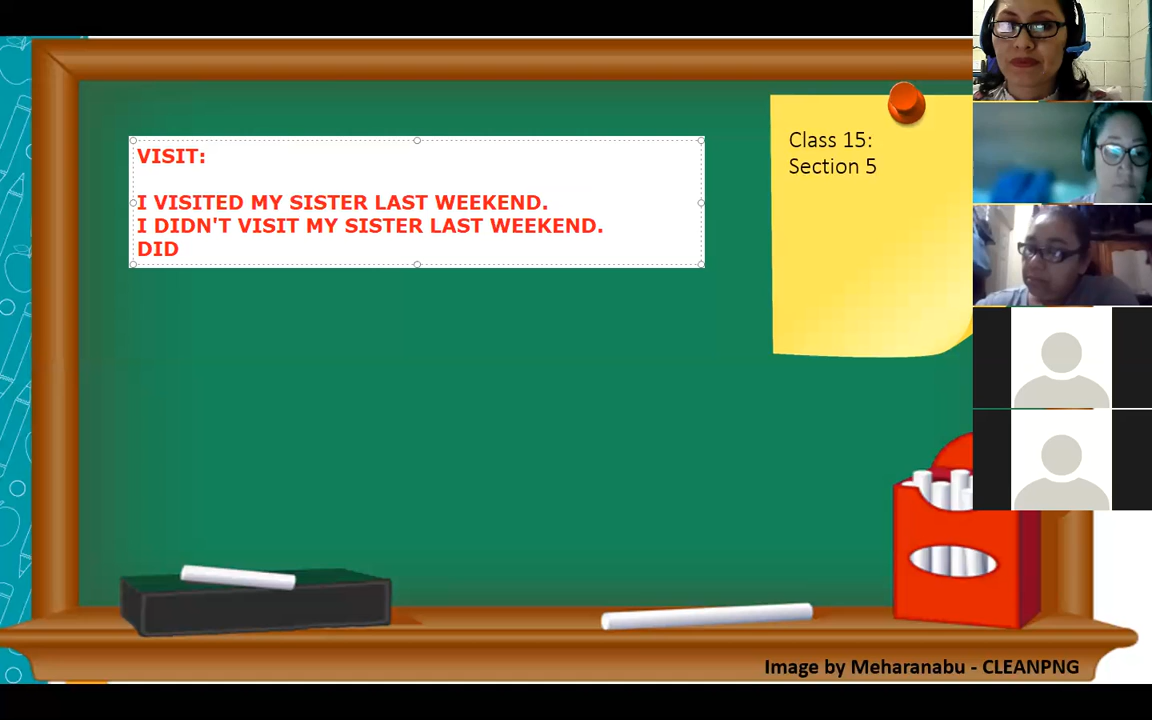 VISIT:
I VISITED MY SISTER LAST WEEKEND.
I DIDN'T VISIT MY SISTER LAST WEEKEND.
DID
Class 15:
Section 5
Image by Meharanabu - CLEANPNG